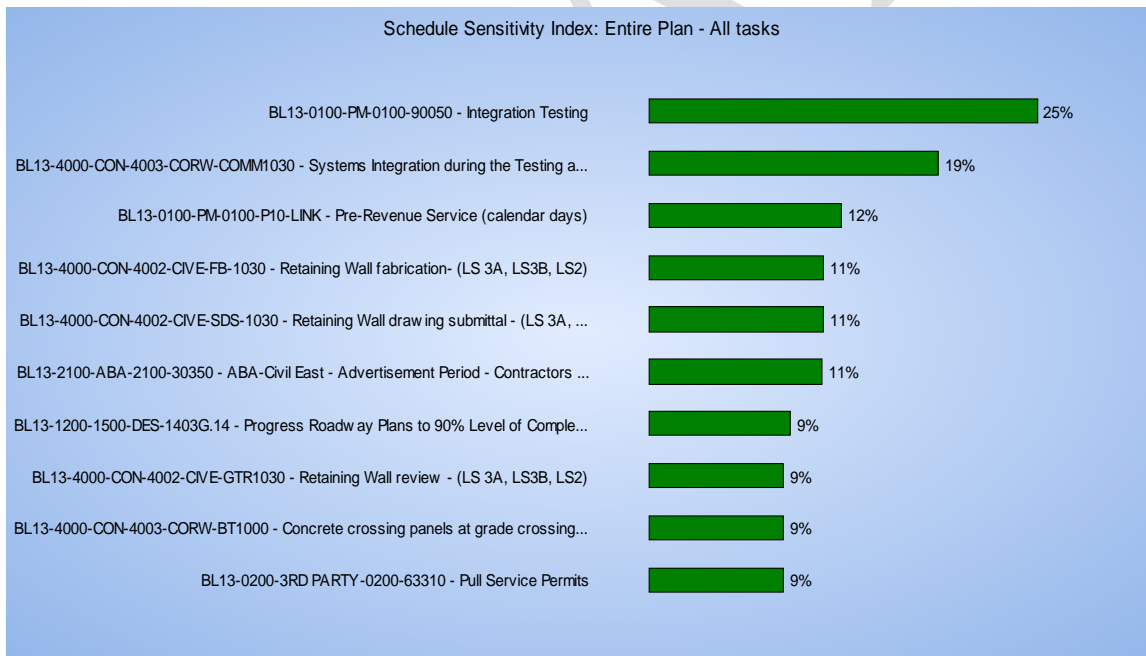 Schedule Sensitivity Index: Entire Plan - All tasks
BL13-0100-PM-0100-90050 - Integration Testing 25%
BL13-4000-CON-4003-CORW-COMM1030 - Systems Integration during the Testing a... 19%
BL13-0100-PM-0100-P10-LINK - Pre-Revenue Service (calendar days) 12%
BL13-4000-CON-4002-CIVE-FB-1030 - Retaining Wall fabrication- (LS 3A, LS3B, LS2) 11%
BL13-4000-CON-4002-CIVE-SDS-1030 - Retaining Wall drawing submittal - (LS 3A, ... 11%
BL13-2100-ABA-2100-30350 - ABA-Civil East - Advertisement Period - Contractors ... 11%
BL13-1200-1500-DES-1403G.14 - Progress Roadway Plans to 90% Level of Comple... 9%
BL13-4000-CON-4002-CIVE-GTR1030 - Retaining Wall review - (LS 3A, LS3B, LS2) 9%
BL13-4000-CON-4003-CORW-BT1000 - Concrete crossing panels at grade crossing... 9%
BL13-0200-3RD PARTY-0200-63310 - Pull Service Permits 9%